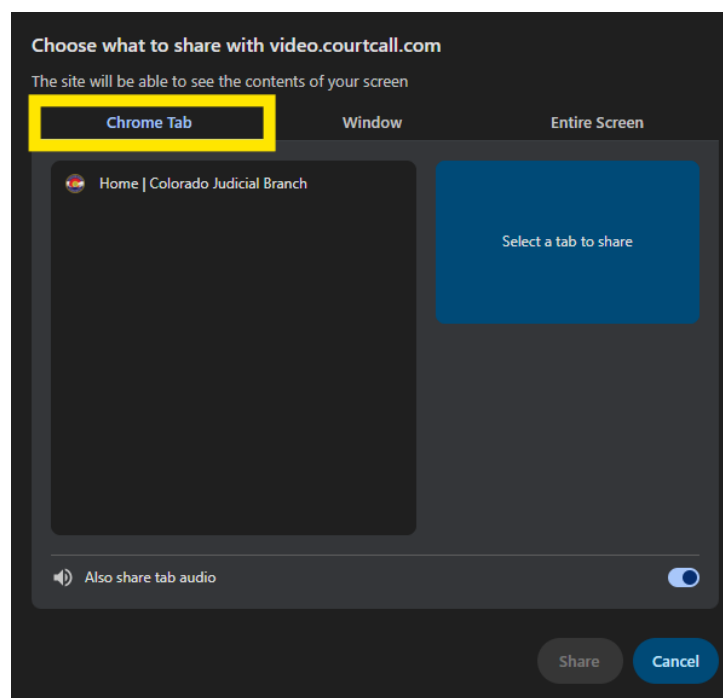 Choose what to share with video.courtcall.com
The site will be able to see the contents of your screen
Chrome Tab Window Entire Screen
Home | Colorado Judicial Branch
Select a tab to share
Also share tab audio
Share Cancel